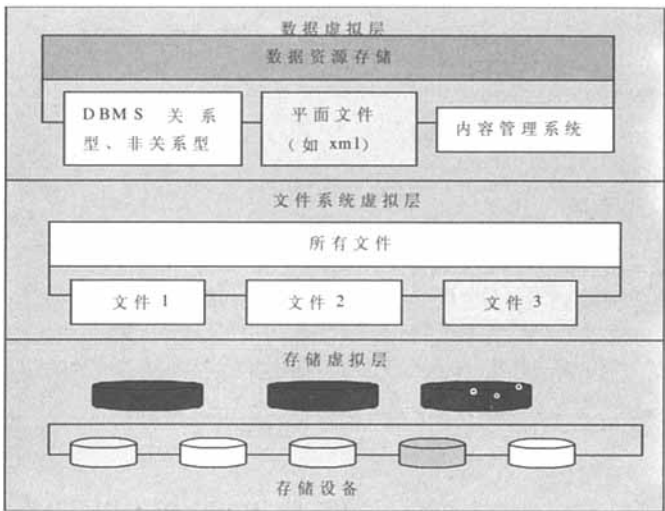 数据虚拟层
数据资源存储
DBMS 关系
型、非关系型
平面文件
(如 xml)
内容管理系统
文件系统虚拟层
所有文件
文件 1
文件 2
文件 3
存储虚拟层
存储设备